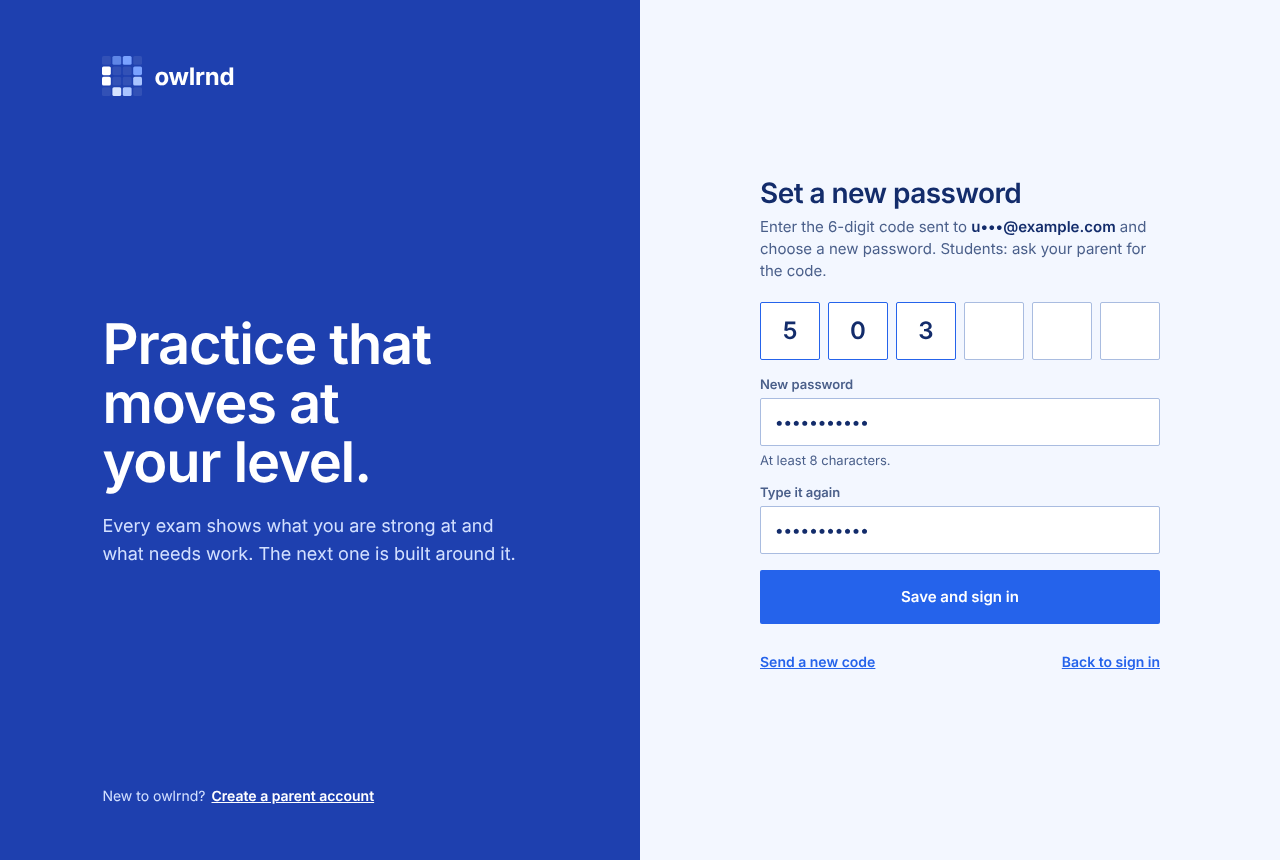 owlrnd
Practice that
moves at
your level.
Every exam shows what you are strong at and
what needs work. The next one is built around it.
New to owlrnd? Create a parent account
Set a new password
Enter the 6-digit code sent to u•••@example.com and
choose a new password. Students: ask your parent for
the code.
5 0 3
New password
•••••••••••
At least 8 characters.
Type it again
•••••••••••
Save and sign in
Send a new code Back to sign in